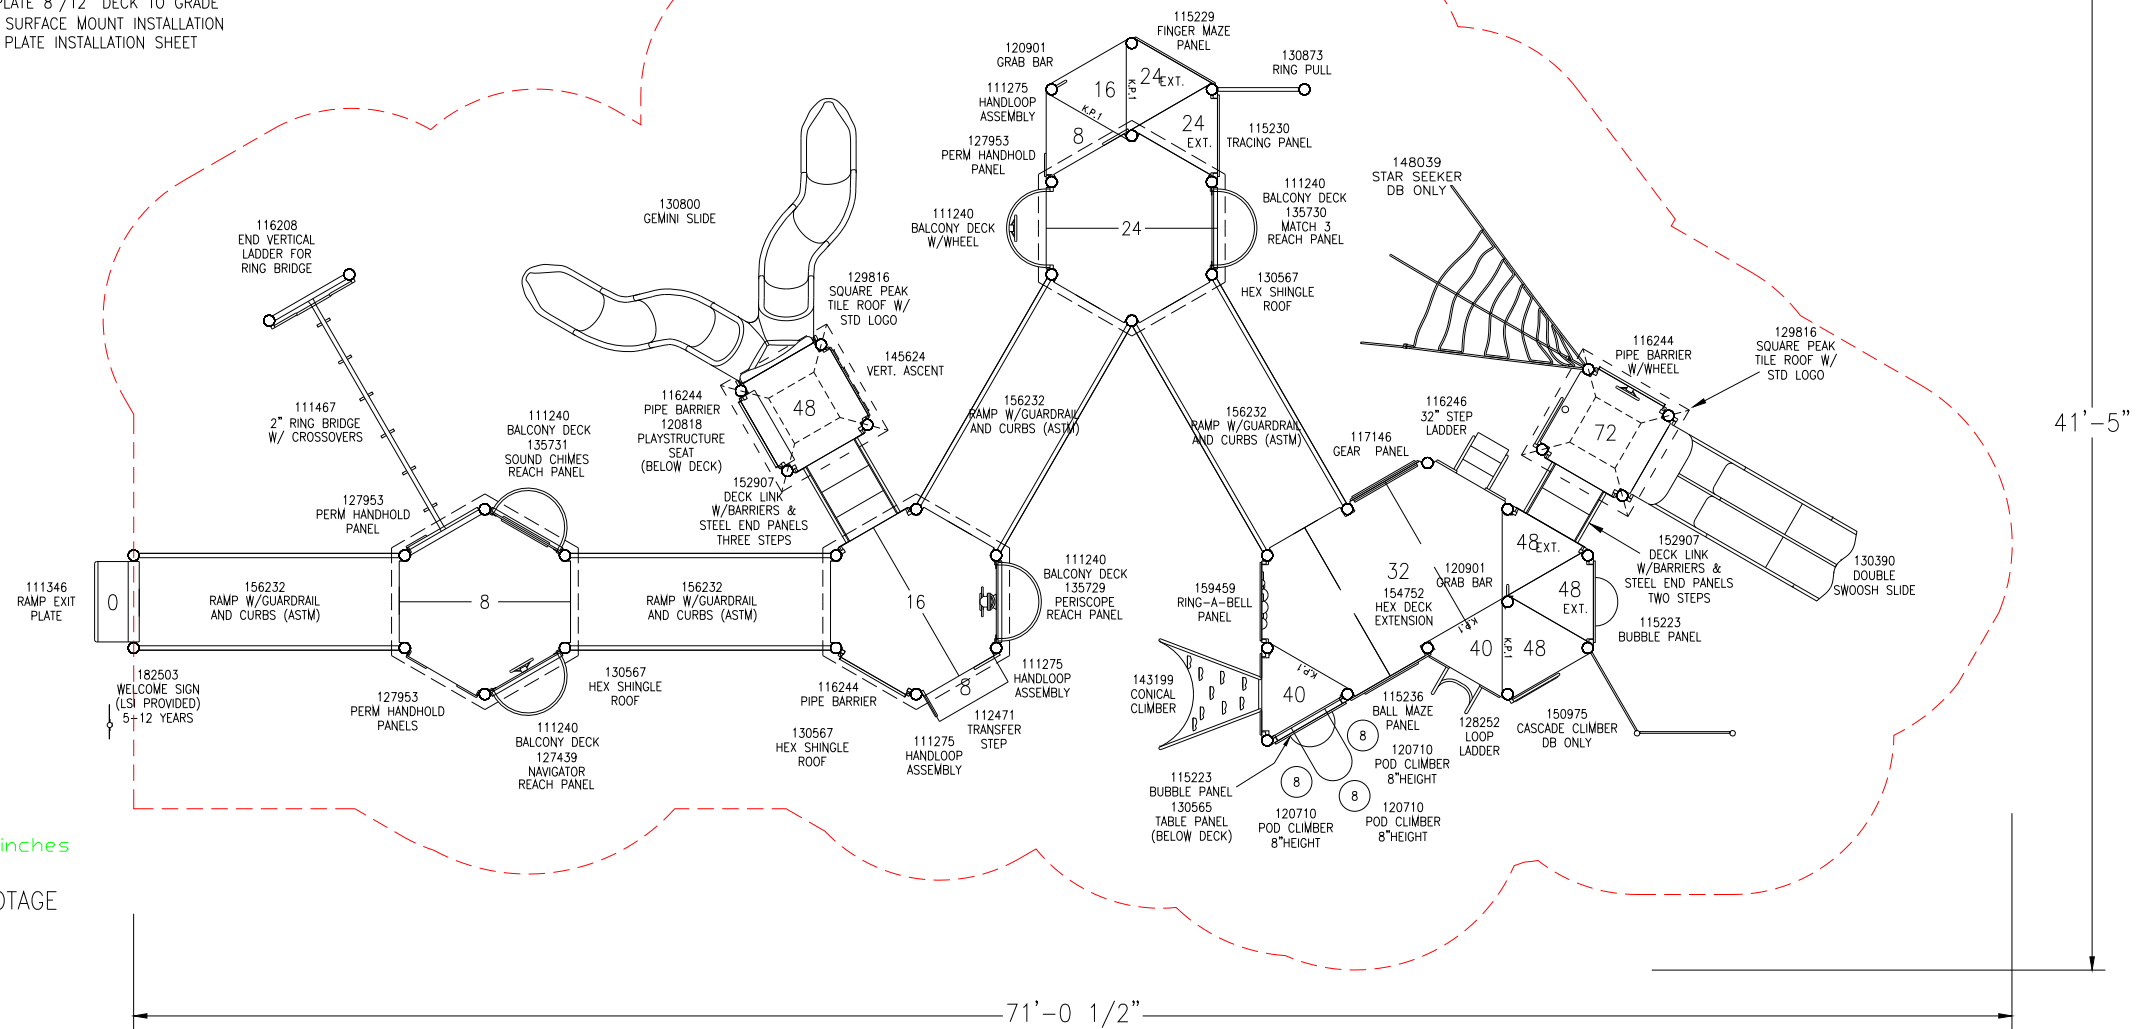 PLATE 8"/12" DECK TO GRADE
SURFACE MOUNT INSTALLATION
PLATE INSTALLATION SHEET
115229
FINGER MAZE
PANEL
120901
GRAB BAR
130873
RING PULL
16
24
EXT.
K.P.1
K.P.1
111275
HANDLOOP
ASSEMBLY
8
24
EXT.
115230
TRACING PANEL
127953
PERM HANDHOLD
PANEL
148039
STAR SEEKER
DB ONLY
130800
GEMINI SLIDE
111240
BALCONY DECK
W/WHEEL
24
111240
BALCONY DECK
135730
MATCH 3
REACH PANEL
116208
END VERTICAL
LADDER FOR
RING BRIDGE
129816
SQUARE PEAK
TILE ROOF W/
STD LOGO
130567
HEX SHINGLE
ROOF
145624
VERT. ASCENT
116244
PIPE BARRIER
W/WHEEL
129816
SQUARE PEAK
TILE ROOF W/
STD LOGO
48
116244
PIPE BARRIER
120818
PLAYSTRUCTURE
SEAT
(BELOW DECK)
111467
2" RING BRIDGE
W/ CROSSOVERS
111240
BALCONY DECK
135731
SOUND CHIMES
REACH PANEL
156232
RAMP W/GUARDRAIL
AND CURBS (ASTM)
156232
RAMP W/GUARDRAIL
AND CURBS (ASTM)
116246
32" STEP
LADDER
117146
GEAR PANEL
72
41'-5"
127953
PERM HANDHOLD
PANEL
152907
DECK LINK
W/BARRIERS &
STEEL END PANELS
THREE STEPS
48
EXT.
152907
DECK LINK
W/BARRIERS &
STEEL END PANELS
TWO STEPS
130390
DOUBLE
SWOOSH SLIDE
111346
RAMP EXIT
PLATE
0
156232
RAMP W/GUARDRAIL
AND CURBS (ASTM)
8
156232
RAMP W/GUARDRAIL
AND CURBS (ASTM)
16
111240
BALCONY DECK
135729
PERISCOPE
REACH PANEL
159459
RING-A-BELL
PANEL
32
154752
HEX DECK
EXTENSION
120901
GRAB BAR
48
EXT.
115223
BUBBLE PANEL
K.P.1
K.P.1
40
48
182503
WELCOME SIGN
(LSI PROVIDED)
5-12 YEARS
127953
PERM HANDHOLD
PANELS
130567
HEX SHINGLE
ROOF
116244
PIPE BARRIER
8
111275
HANDLOOP
ASSEMBLY
143199
CONICAL
CLIMBER
K.P.1
40
115236
BALL MAZE
PANEL
128252
LOOP
LADDER
150975
CASCADE CLIMBER
DB ONLY
111240
BALCONY DECK
127439
NAVIGATOR
REACH PANEL
130567
HEX SHINGLE
ROOF
111275
HANDLOOP
ASSEMBLY
112471
TRANSFER
STEP
8
8
8
120710
POD CLIMBER
8"HEIGHT
115223
BUBBLE PANEL
130565
TABLE PANEL
(BELOW DECK)
120710
POD CLIMBER
8"HEIGHT
120710
POD CLIMBER
8"HEIGHT
inches
OTAGE
71'-0 1/2"